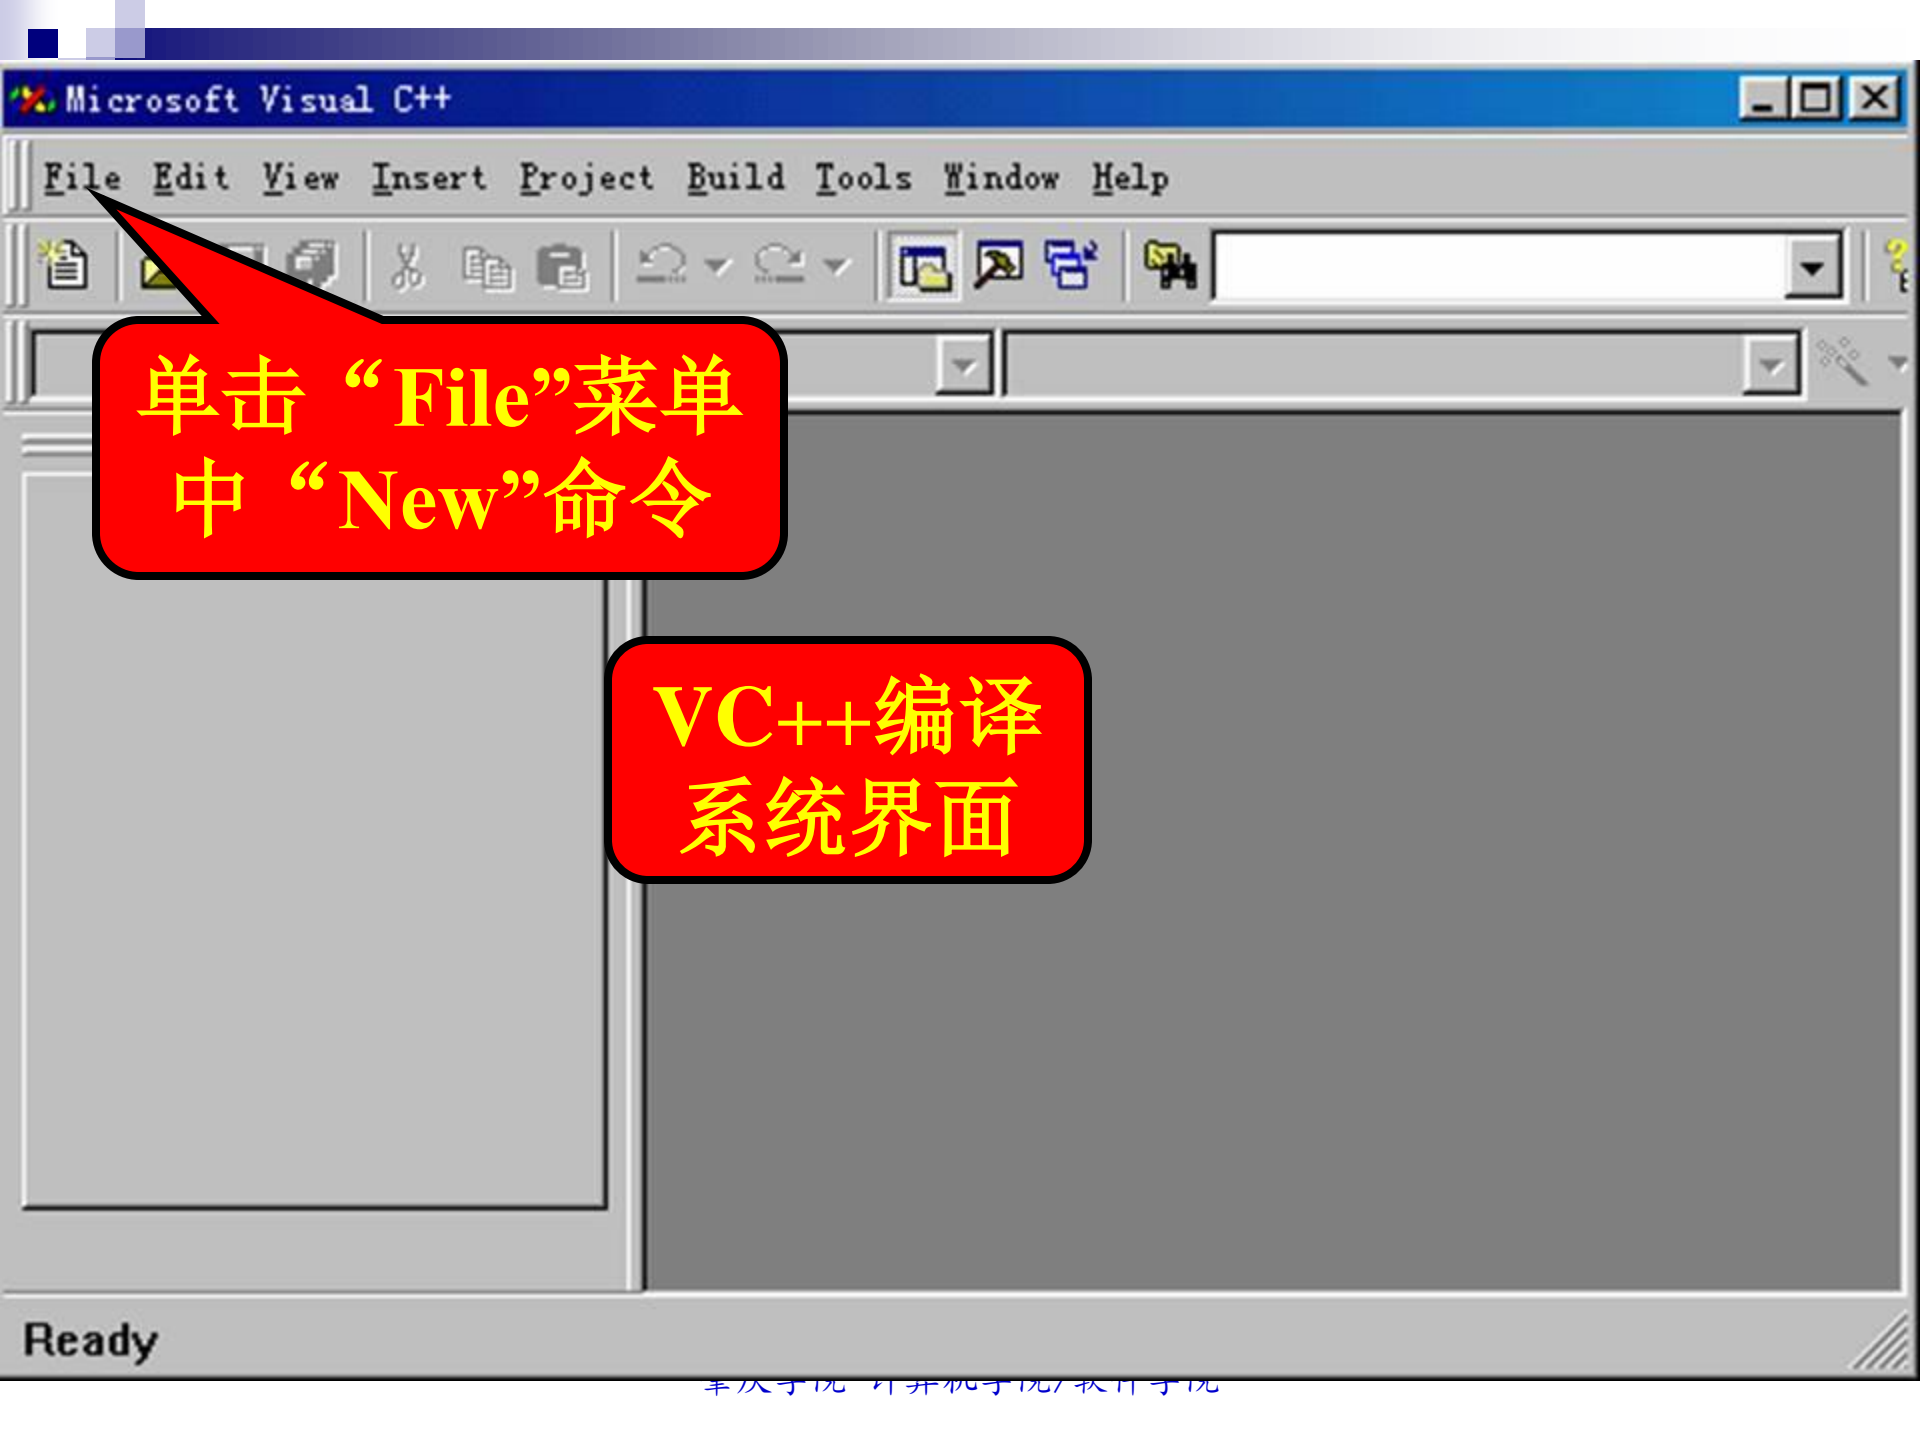 Microsoft Visual C++
File Edit View Insert Project Build Tools Window Help
单击“File”菜单
中“New”命令
VC++编译
系统界面
Ready